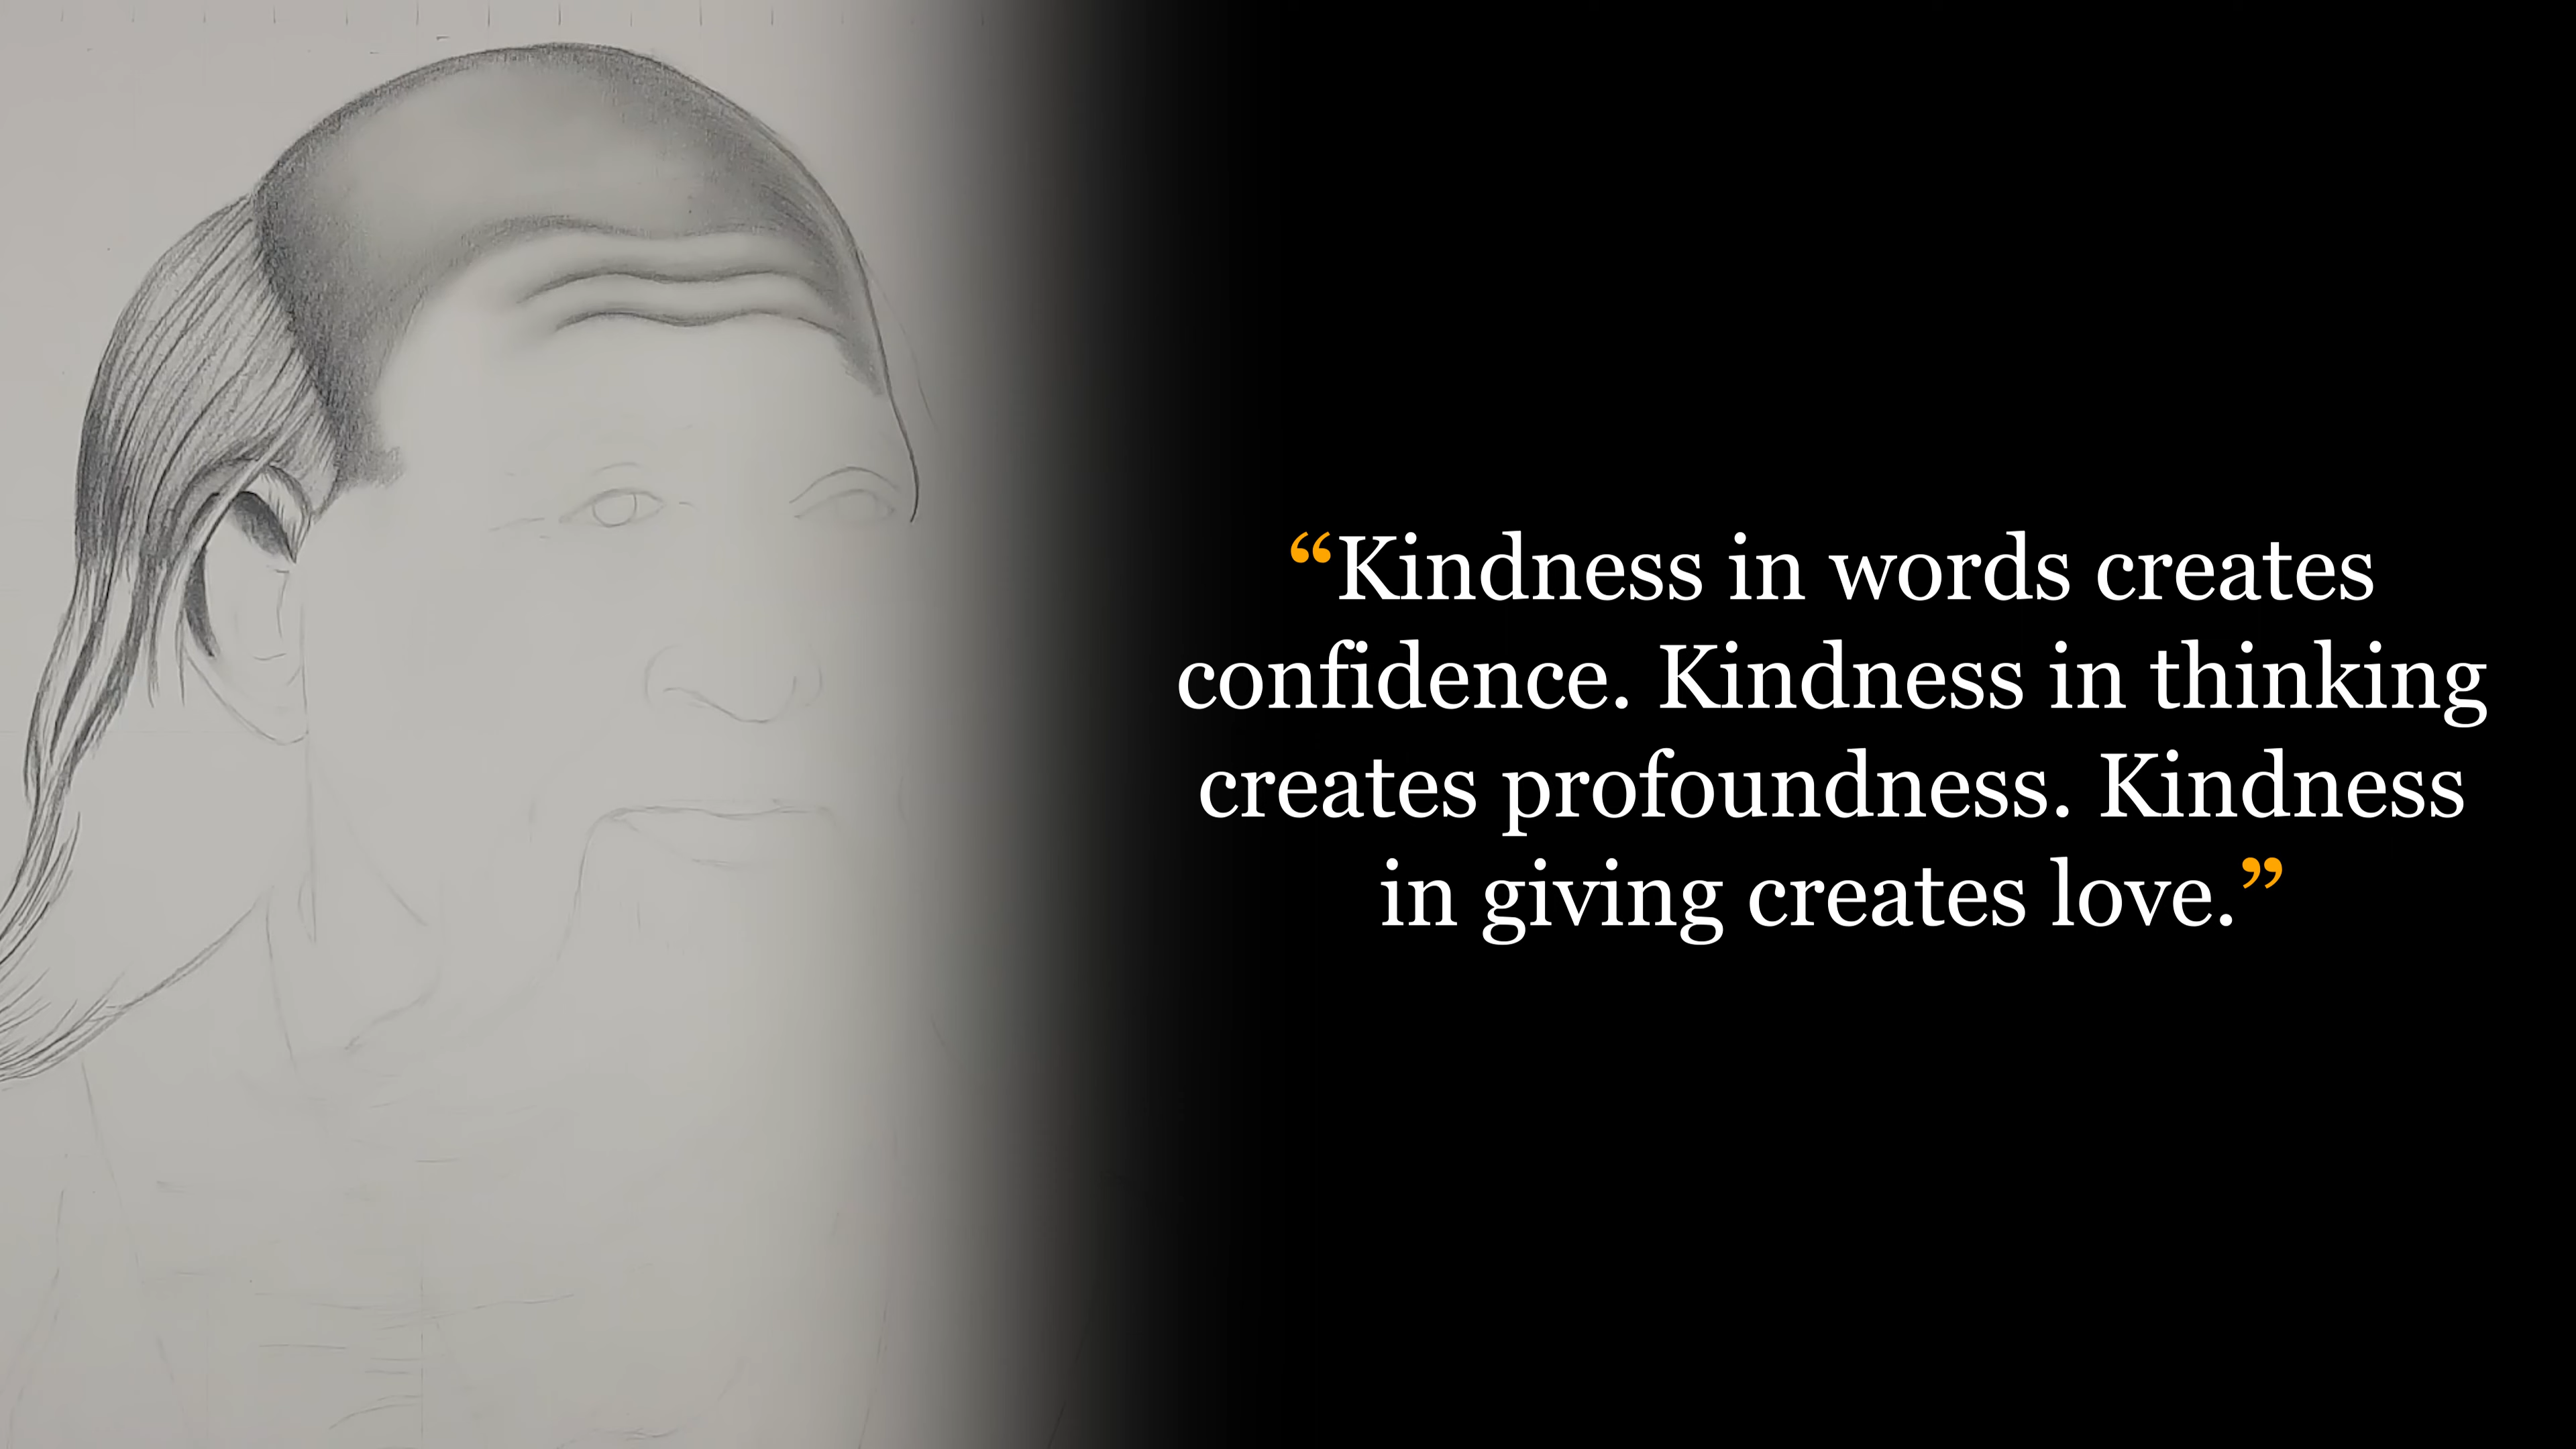 “Kindness in words creates
confidence. Kindness in thinking
creates profoundness. Kindness
in giving creates love.”